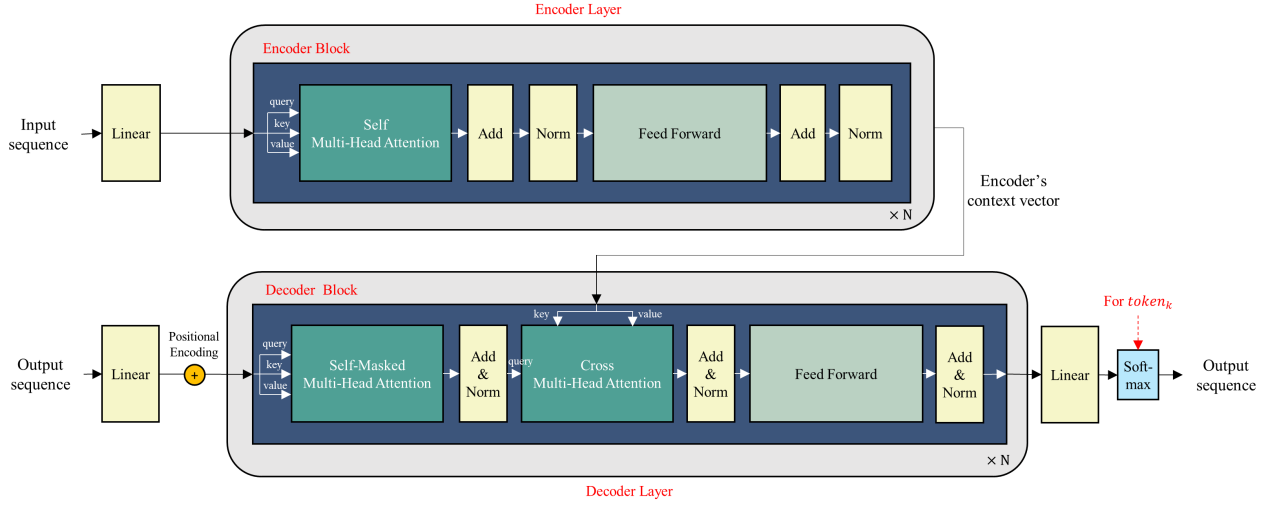 Encoder Layer
Encoder Block
Input
sequence
Linear
query
key
value
Self
Multi-Head Attention
Add
Norm
Feed Forward
Add
Norm
× N
Encoder's
context vector
Decoder Block
Output
sequence
Linear
Positional
Encoding
+
query
key
value
Self-Masked
Multi-Head Attention
Add
&
Norm
query
key
value
Cross
Multi-Head Attention
Add
&
Norm
Feed Forward
Add
&
Norm
× N
Decoder Layer
Linear
For token_k
Soft-
max
Output
sequence